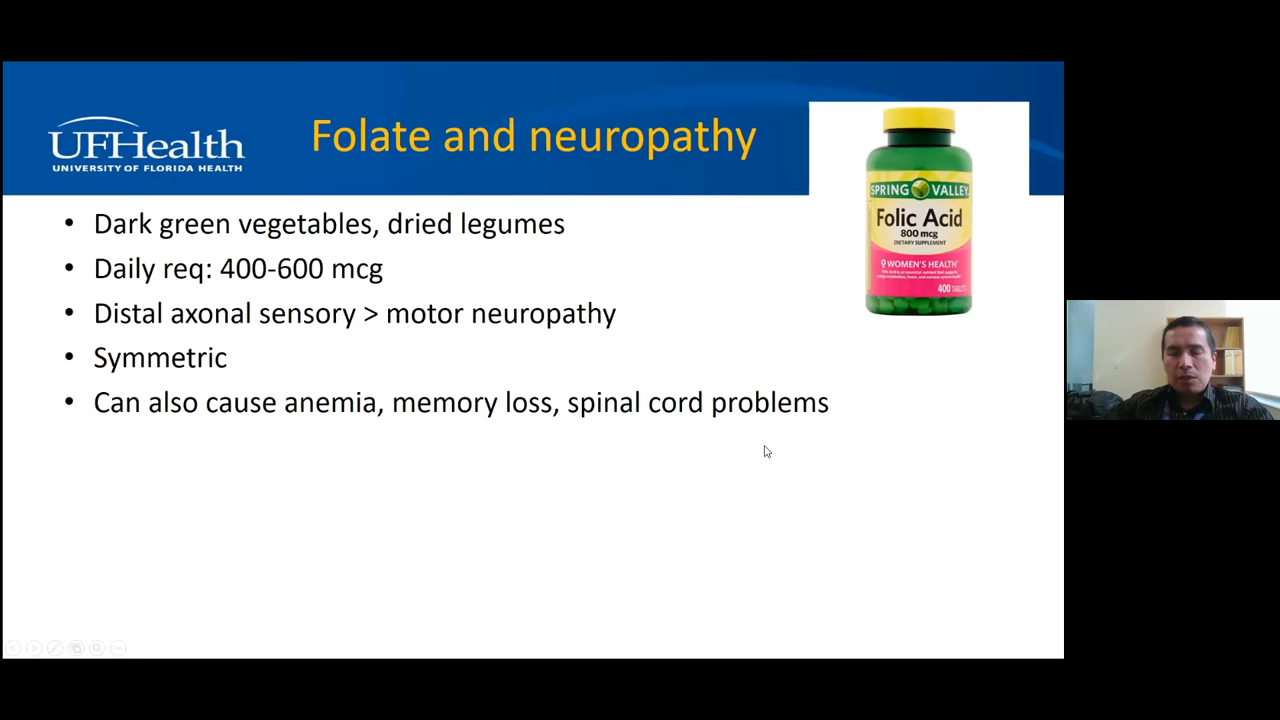 Folate and neuropathy
UFHealth
UNIVERSITY OF FLORIDA HEALTH
SPRING VALLEY
Folic Acid
800 mcg
DIETARY SUPPLEMENT
WOMEN'S HEALTH
400 TABLETS
• Dark green vegetables, dried legumes
• Daily req: 400-600 mcg
• Distal axonal sensory > motor neuropathy
• Symmetric
• Can also cause anemia, memory loss, spinal cord problems